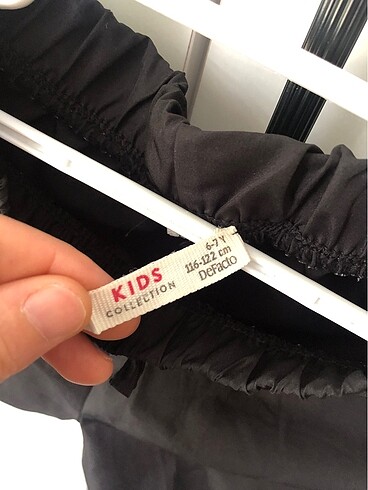 KIDS
COLLECTION
6-7 Y
116-122 cm
DeFacto